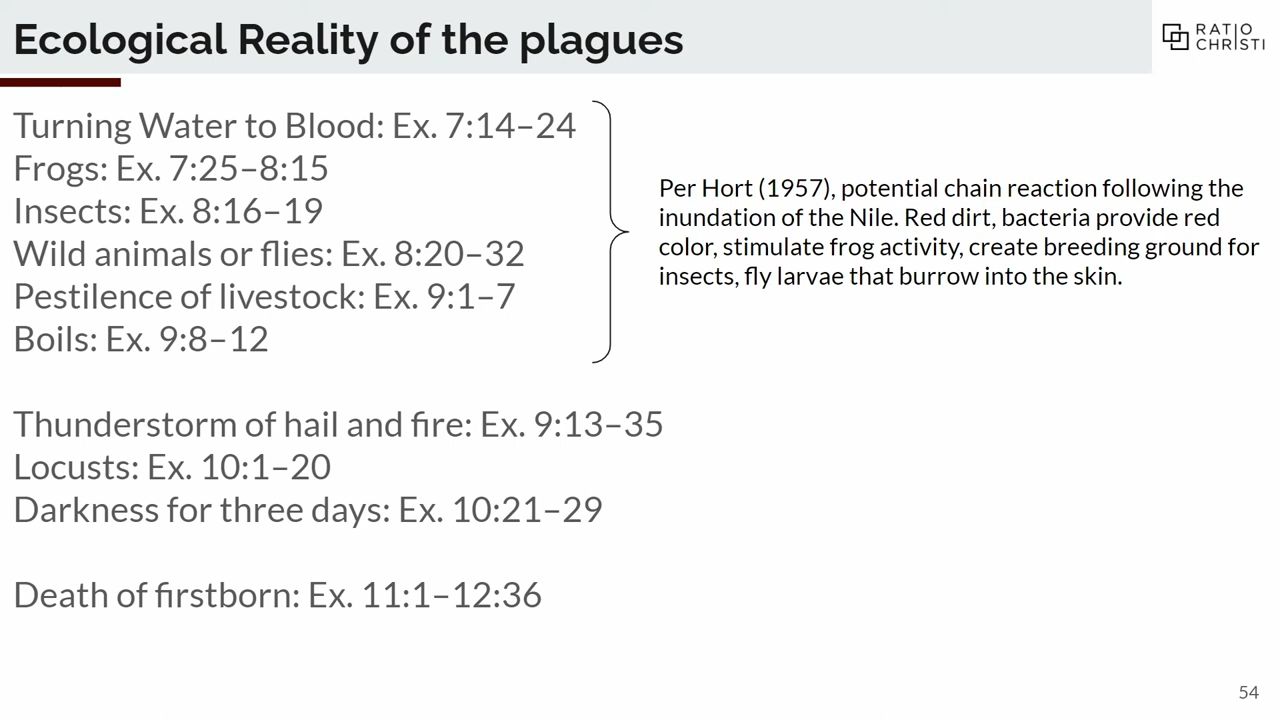 Ecological Reality of the plagues
RATIO
CHRISTI
Turning Water to Blood: Ex. 7:14–24
Frogs: Ex. 7:25–8:15
Insects: Ex. 8:16–19
Wild animals or flies: Ex. 8:20–32
Pestilence of livestock: Ex. 9:1–7
Boils: Ex. 9:8–12
Per Hort (1957), potential chain reaction following the
inundation of the Nile. Red dirt, bacteria provide red
color, stimulate frog activity, create breeding ground for
insects, fly larvae that burrow into the skin.
Thunderstorm of hail and fire: Ex. 9:13–35
Locusts: Ex. 10:1–20
Darkness for three days: Ex. 10:21–29
Death of firstborn: Ex. 11:1–12:36
54